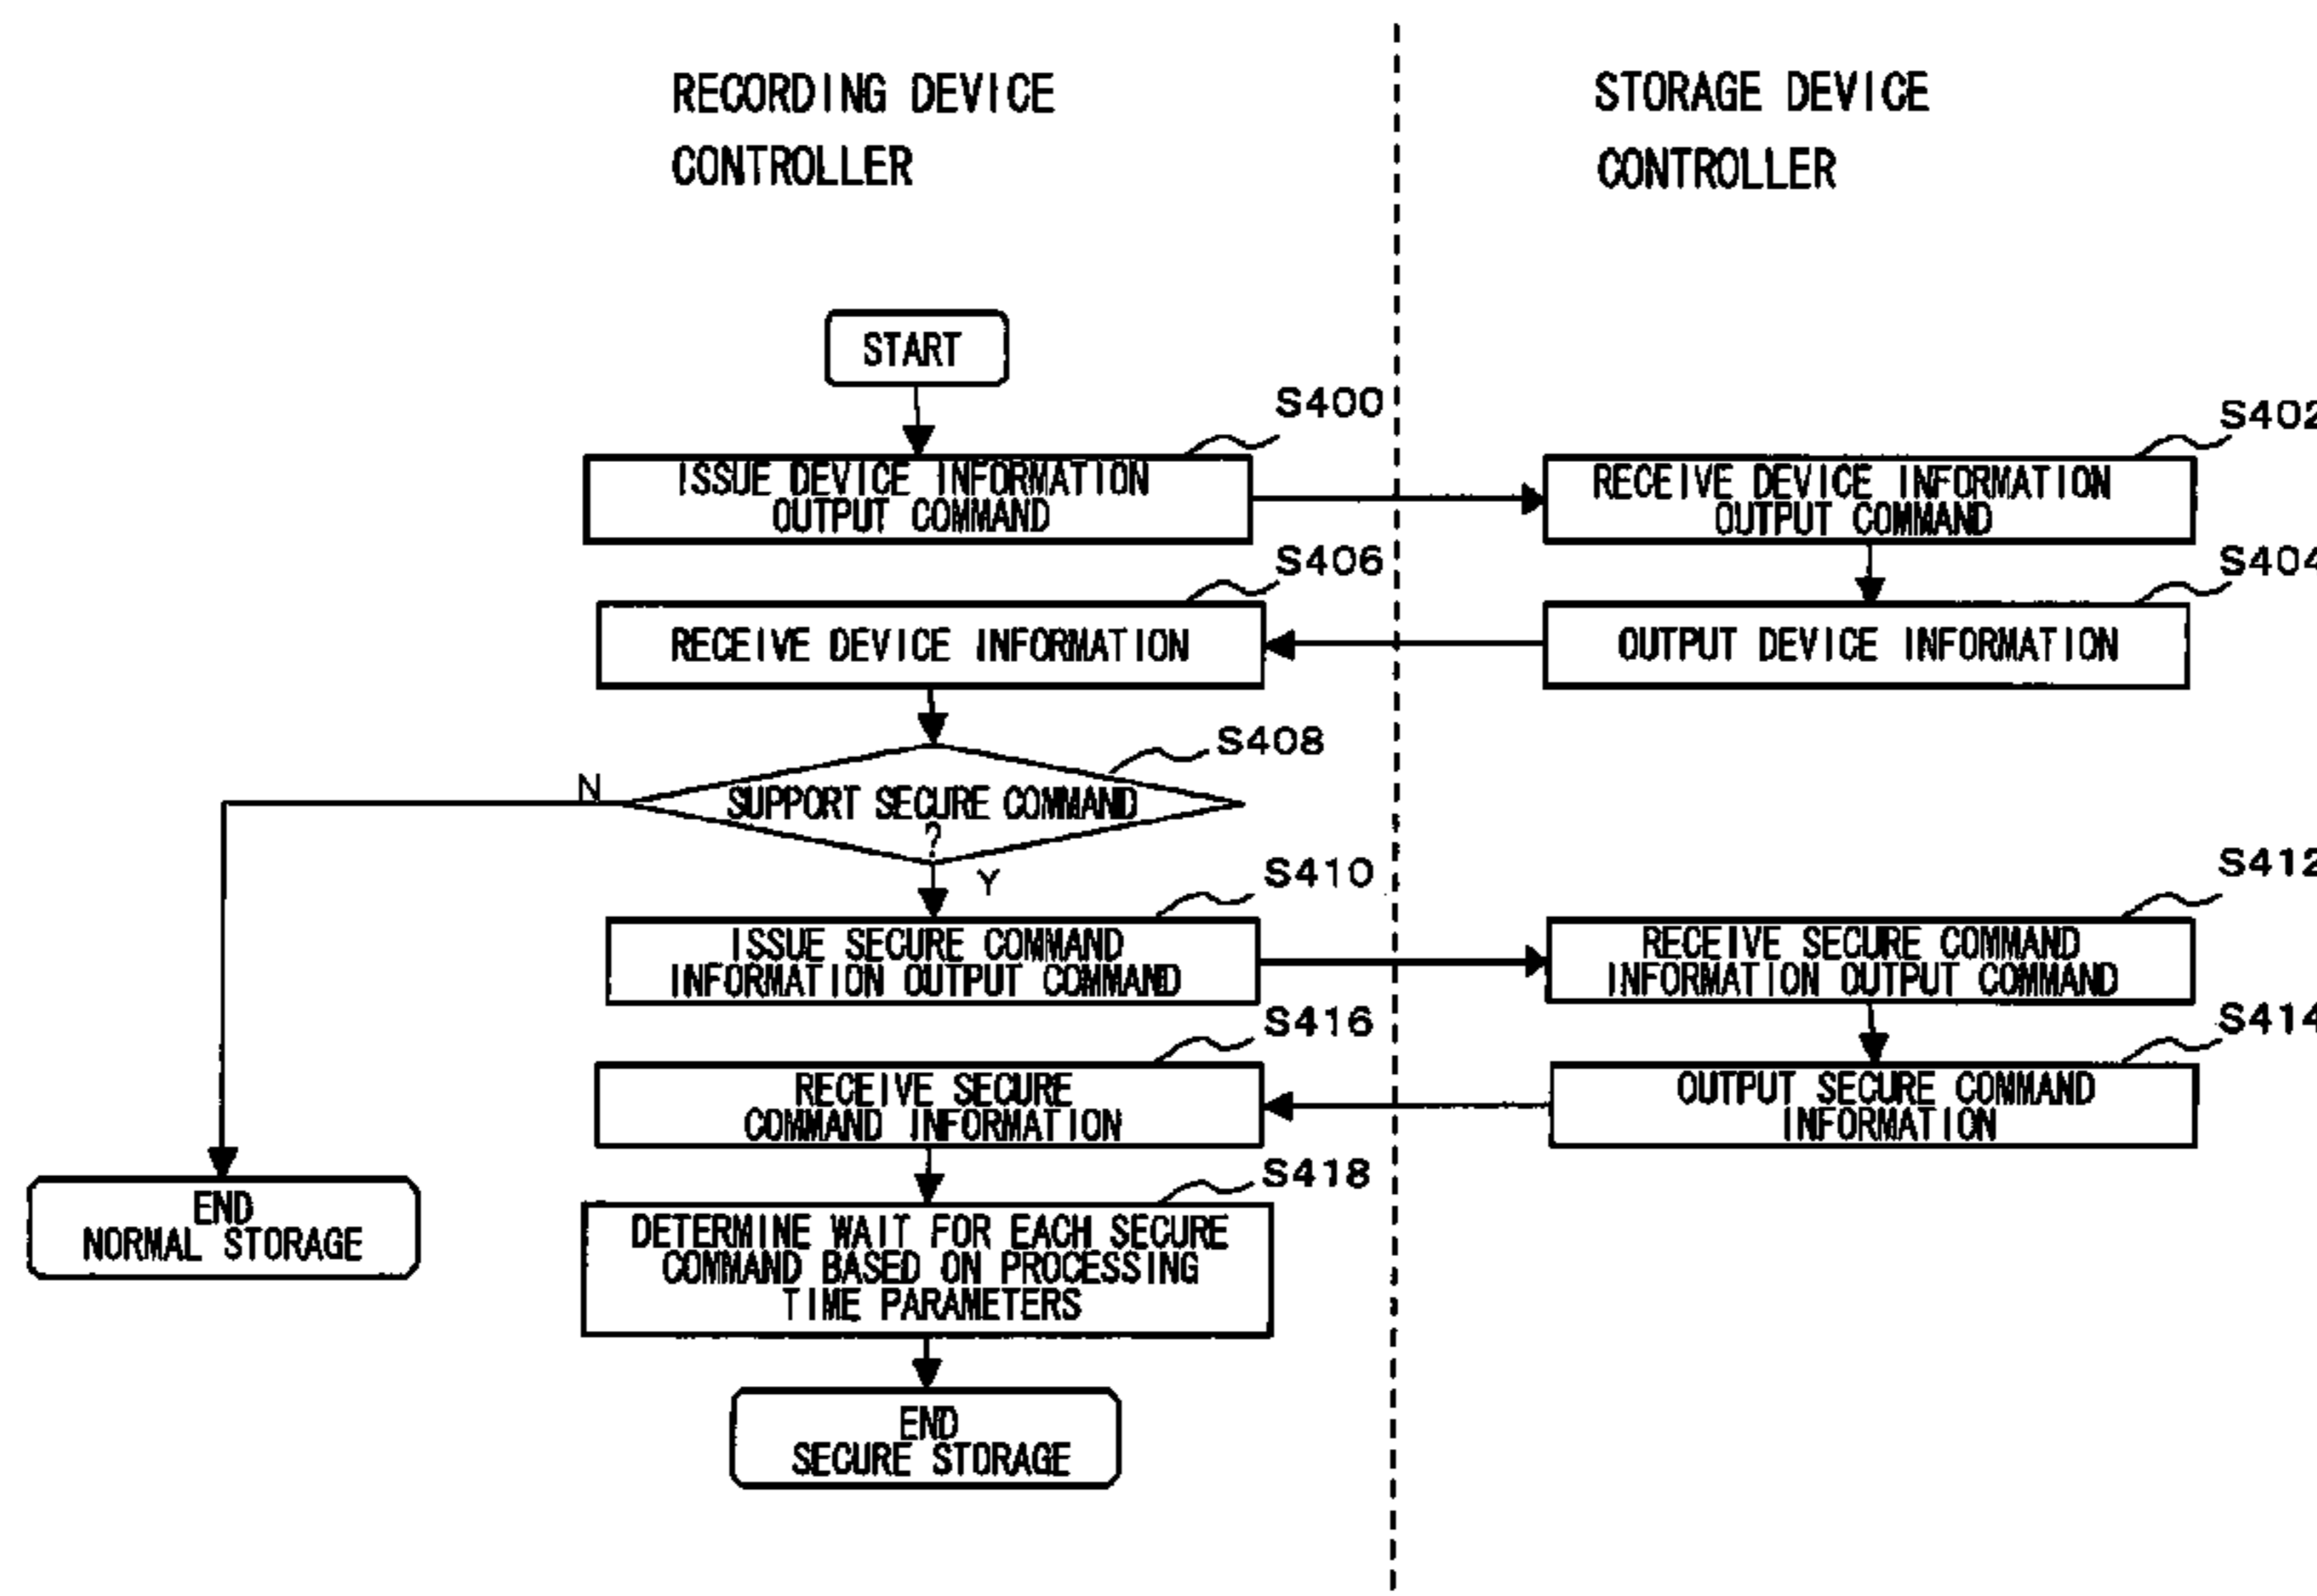 RECORDING DEVICE
CONTROLLER
STORAGE DEVICE
CONTROLLER
START
S400
ISSUE DEVICE INFORMATION
OUTPUT COMMAND
S402
RECEIVE DEVICE INFORMATION
OUTPUT COMMAND
S406
RECEIVE DEVICE INFORMATION
S404
OUTPUT DEVICE INFORMATION
S408
N
SUPPORT SECURE COMMAND
?
Y
S410
ISSUE SECURE COMMAND
INFORMATION OUTPUT COMMAND
S412
RECEIVE SECURE COMMAND
INFORMATION OUTPUT COMMAND
S416
RECEIVE SECURE
COMMAND INFORMATION
S414
OUTPUT SECURE COMMAND
INFORMATION
S418
DETERMINE WAIT FOR EACH SECURE
COMMAND BASED ON PROCESSING
TIME PARAMETERS
END
NORMAL STORAGE
END
SECURE STORAGE